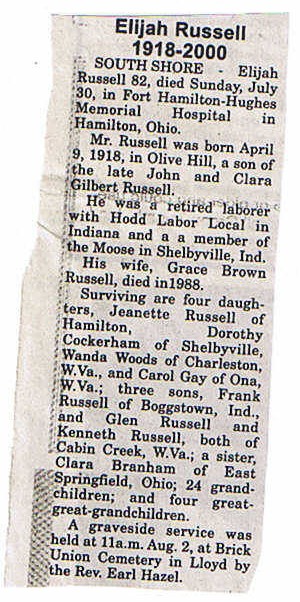 Elijah Russell
1918-2000
SOUTH SHORE - Elijah
Russell 82, died Sunday, July
30, in Fort Hamilton-Hughes
Memorial Hospital in
Hamilton, Ohio.
Mr. Russell was born April
9, 1918, in Olive Hill, a son of
the late John and Clara
Gilbert Russell.
He was a retired laborer
with Hodd Labor Local in
Indiana and a a member of
the Moose in Shelbyville, Ind.
His wife, Grace Brown
Russell, died in1988.
Surviving are four daugh-
ters, Jeanette Russell of
Hamilton, Dorothy
Cockerham of Shelbyville,
Wanda Woods of Charleston,
W.Va., and Carol Gay of Ona,
W.Va.; three sons, Frank
Russell of Boggstown, Ind.,
and Glen Russell and
Kenneth Russell, both of
Cabin Creek, W.Va.; a sister,
Clara Branham of East
Springfield, Ohio; 24 grand-
children; and four great-
great-grandchildren.
A graveside service was
held at 11a.m. Aug. 2, at Brick
Union Cemetery in Lloyd by
the Rev. Earl Hazel.